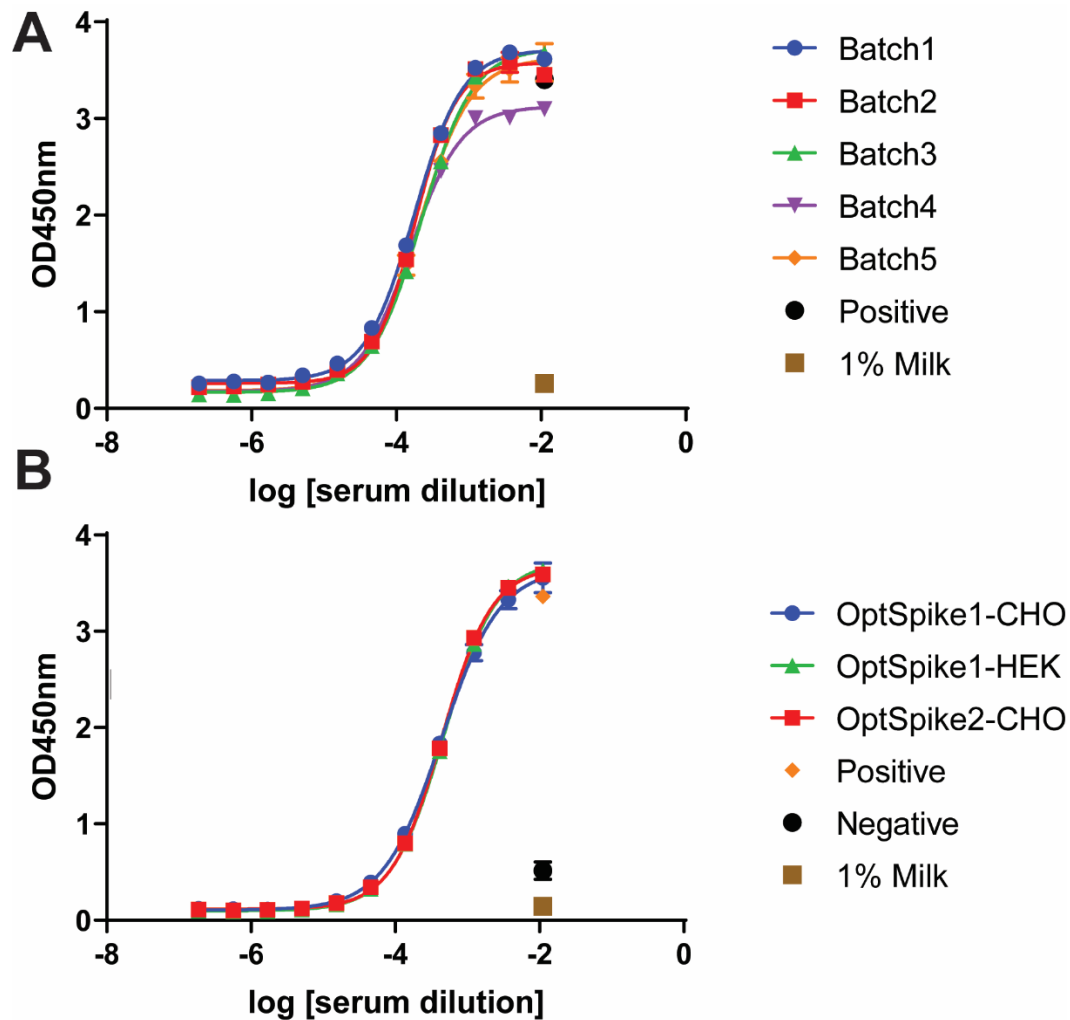 A
4
3
2
1
0
OD450nm
-8
-6
-4
-2
0
log [serum dilution]
Batch1
Batch2
Batch3
Batch4
Batch5
Positive
1% Milk
B
4
3
2
1
0
OD450nm
-8
-6
-4
-2
0
log [serum dilution]
OptSpike1-CHO
OptSpike1-HEK
OptSpike2-CHO
Positive
Negative
1% Milk